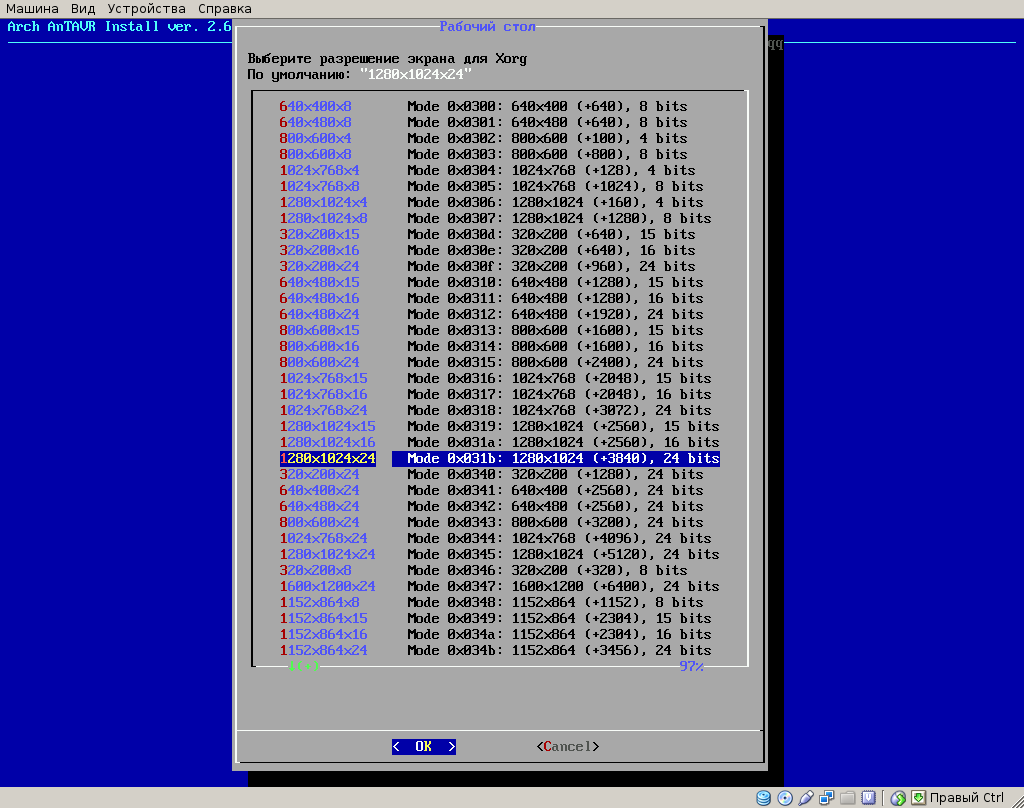 Машина Вид Устройства Справка
Arch AnTAVR Install ver. 2.6
qq
Рабочий стол
Выберите разрешение экрана для Xorg
По умолчанию: "1280x1024x24"
640x400x8 Mode 0x0300: 640x400 (+640), 8 bits
640x480x8 Mode 0x0301: 640x480 (+640), 8 bits
800x600x4 Mode 0x0302: 800x600 (+100), 4 bits
800x600x8 Mode 0x0303: 800x600 (+800), 8 bits
1024x768x4 Mode 0x0304: 1024x768 (+128), 4 bits
1024x768x8 Mode 0x0305: 1024x768 (+1024), 8 bits
1280x1024x4 Mode 0x0306: 1280x1024 (+160), 4 bits
1280x1024x8 Mode 0x0307: 1280x1024 (+1280), 8 bits
320x200x15 Mode 0x030d: 320x200 (+640), 15 bits
320x200x16 Mode 0x030e: 320x200 (+640), 16 bits
320x200x24 Mode 0x030f: 320x200 (+960), 24 bits
640x480x15 Mode 0x0310: 640x480 (+1280), 15 bits
640x480x16 Mode 0x0311: 640x480 (+1280), 16 bits
640x480x24 Mode 0x0312: 640x480 (+1920), 24 bits
800x600x15 Mode 0x0313: 800x600 (+1600), 15 bits
800x600x16 Mode 0x0314: 800x600 (+1600), 16 bits
800x600x24 Mode 0x0315: 800x600 (+2400), 24 bits
1024x768x15 Mode 0x0316: 1024x768 (+2048), 15 bits
1024x768x16 Mode 0x0317: 1024x768 (+2048), 16 bits
1024x768x24 Mode 0x0318: 1024x768 (+3072), 24 bits
1280x1024x15 Mode 0x0319: 1280x1024 (+2560), 15 bits
1280x1024x16 Mode 0x031a: 1280x1024 (+2560), 16 bits
1280x1024x24 Mode 0x031b: 1280x1024 (+3840), 24 bits
320x200x24 Mode 0x0340: 320x200 (+1280), 24 bits
640x400x24 Mode 0x0341: 640x400 (+2560), 24 bits
640x480x24 Mode 0x0342: 640x480 (+2560), 24 bits
800x600x24 Mode 0x0343: 800x600 (+3200), 24 bits
1024x768x24 Mode 0x0344: 1024x768 (+4096), 24 bits
1280x1024x24 Mode 0x0345: 1280x1024 (+5120), 24 bits
320x200x8 Mode 0x0346: 320x200 (+320), 8 bits
1600x1200x24 Mode 0x0347: 1600x1200 (+6400), 24 bits
1152x864x8 Mode 0x0348: 1152x864 (+1152), 8 bits
1152x864x15 Mode 0x0349: 1152x864 (+2304), 15 bits
1152x864x16 Mode 0x034a: 1152x864 (+2304), 16 bits
1152x864x24 Mode 0x034b: 1152x864 (+3456), 24 bits
↓(+) 97%
< OK > <Cancel>
Правый Ctrl